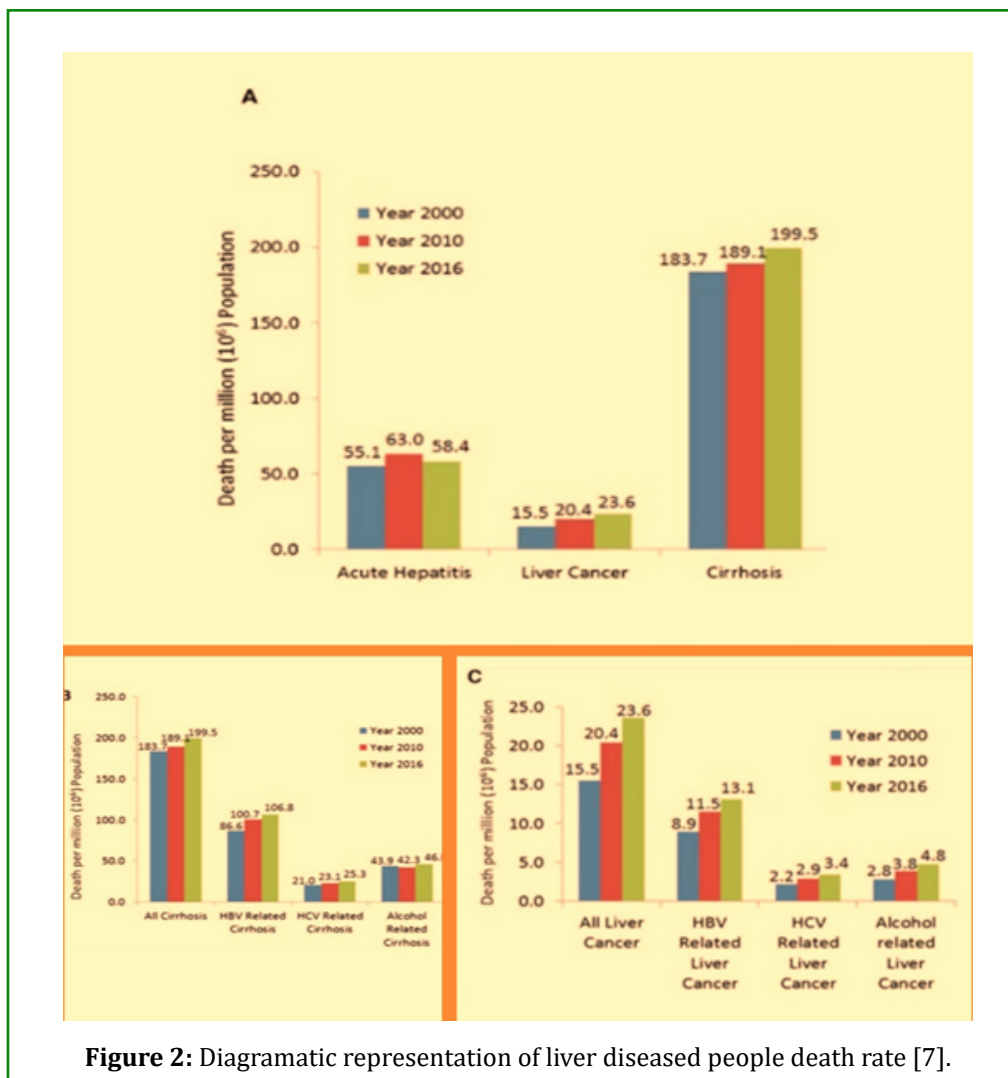 A
Death per million (10⁶) Population
250.0
200.0
150.0
100.0
50.0
0.0
Year 2000
Year 2010
Year 2016
55.1 63.0 58.4
15.5 20.4 23.6
183.7 189.1 199.5
Acute Hepatitis Liver Cancer Cirrhosis
Death per million (10⁶) Population
250.0
200.0
150.0
100.0
50.0
0.0
Year 2000
Year 2010
Year 2016
183.7 199.5
86.6 100.7 106.8
21.0 23.1 25.3
43.9 42.3
All Cirrhosis HBV Related HCV Related Alcohol
Cirrhosis Cirrhosis Related
Cirrhosis
C
Death per million (10⁶) Population
25.0
20.0
15.0
10.0
5.0
0.0
Year 2000
Year 2010
Year 2016
15.5 20.4 23.6
8.9 11.5 13.1
2.2 2.9 3.4
2.8 3.8 4.8
All Liver HBV HCV Alcohol
Cancer Related Related related
Liver Liver Liver
Cancer Cancer Cancer
Figure 2: Diagramatic representation of liver diseased people death rate [7].